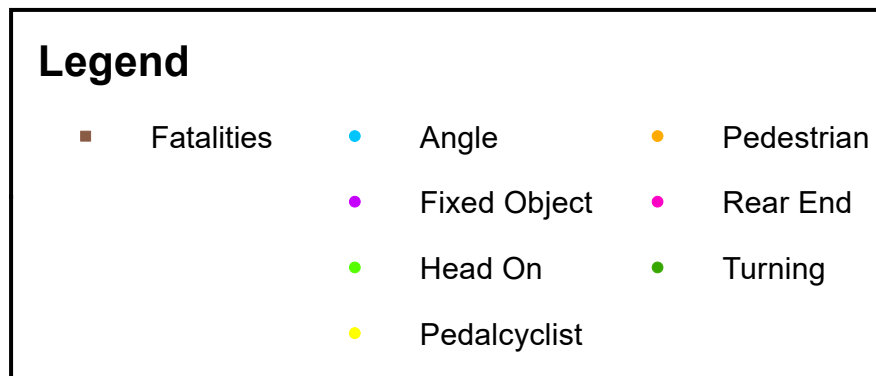 Legend
Fatalities Angle Pedestrian
Fixed Object Rear End
Head On Turning
Pedalcyclist